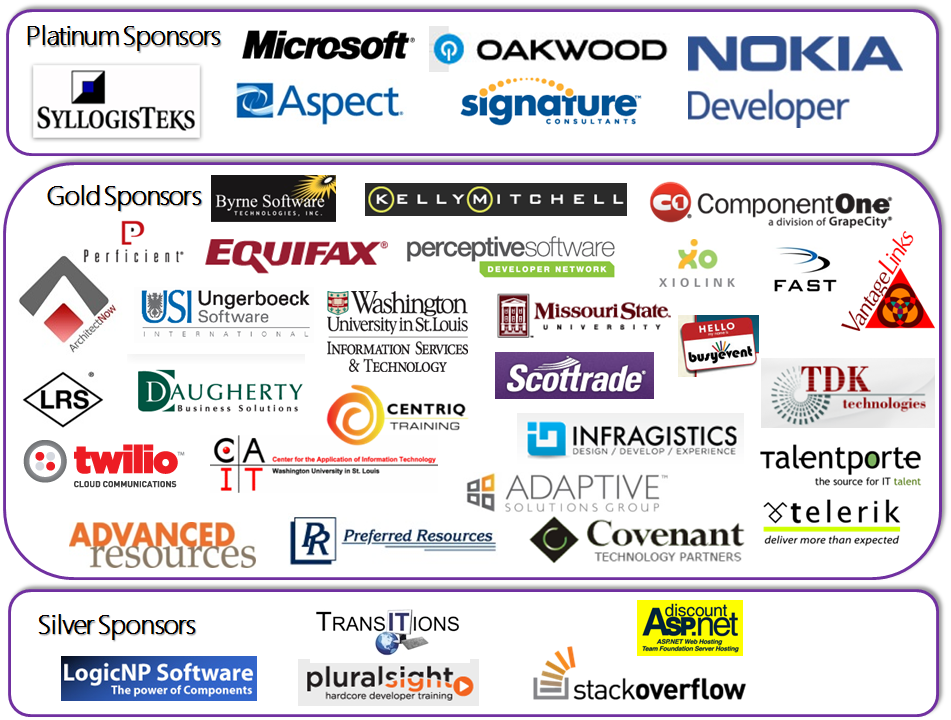 Platinum Sponsors
Microsoft®
OAKWOOD
NOKIA
Developer
SYLLOGISTEKS
Aspect
signature™
CONSULTANTS
Gold Sponsors
Byrne Software
TECHNOLOGIES, INC.
KELLYMITCHELL
C1 ComponentOne®
a division of GrapeCity®
Perficient®
EQUIFAX®
perceptivesoftware
DEVELOPER NETWORK
xo
XIOLINK
FAST
VantageLinks
ArchitectNow
USI Ungerboeck
Software
INTERNATIONAL
Washington
University in St. Louis
INFORMATION SERVICES
& TECHNOLOGY
Missouri State.
UNIVERSITY
HELLO
busyevent
Scottrade®
LRS®
DAUGHERTY
Business Solutions
CENTRIQ
TRAINING
TDK
technologies
twilio™
CLOUD COMMUNICATIONS
CAIT
Center for the Application of Information Technology
Washington University in St. Louis
INFRAGISTICS
DESIGN / DEVELOP / EXPERIENCE
Talentporte
the source for IT talent
ADAPTIVE™
SOLUTIONS GROUP
telerik
deliver more than expected
ADVANCED
resources
PR Preferred Resources
Covenant
TECHNOLOGY PARTNERS
Silver Sponsors
TRANSITIONS
discount
ASP.net
ASP.NET Web Hosting
Team Foundation Server Hosting
LogicNP Software
The power of Components
pluralsight
hardcore developer training
stackoverflow